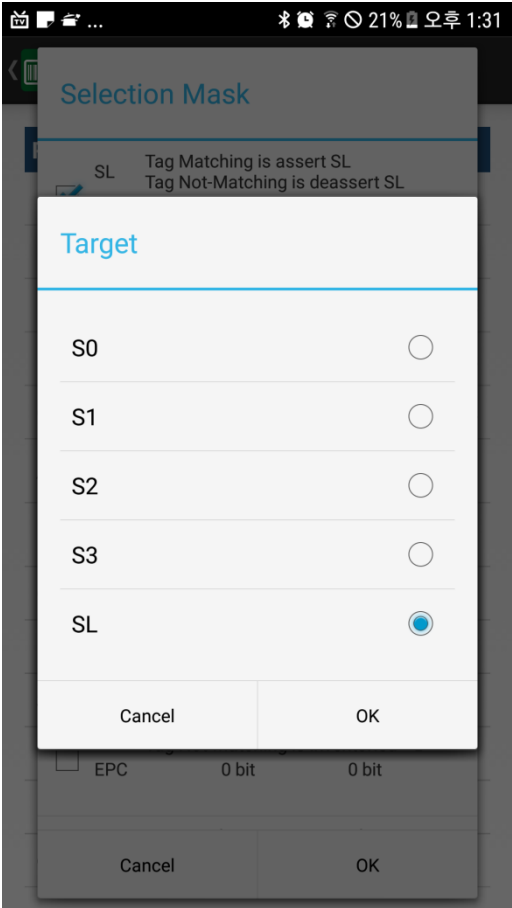 ... 21% 오후 1:31
Selection Mask
SL Tag Matching is assert SL
Tag Not-Matching is deassert SL
Target
S0
S1
S2
S3
SL
Cancel OK
EPC 0 bit 0 bit
Cancel OK